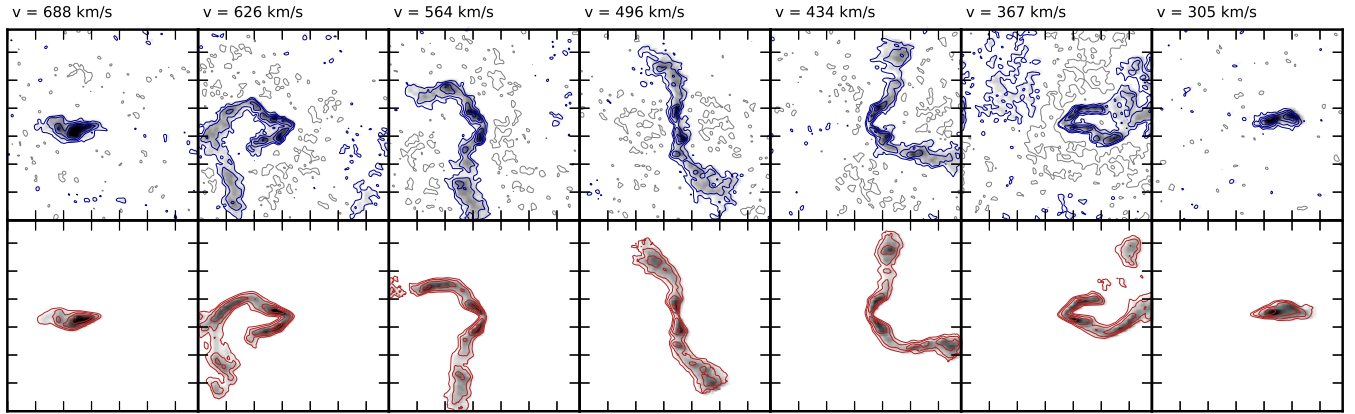 v = 688 km/s v = 626 km/s v = 564 km/s v = 496 km/s v = 434 km/s v = 367 km/s v = 305 km/s